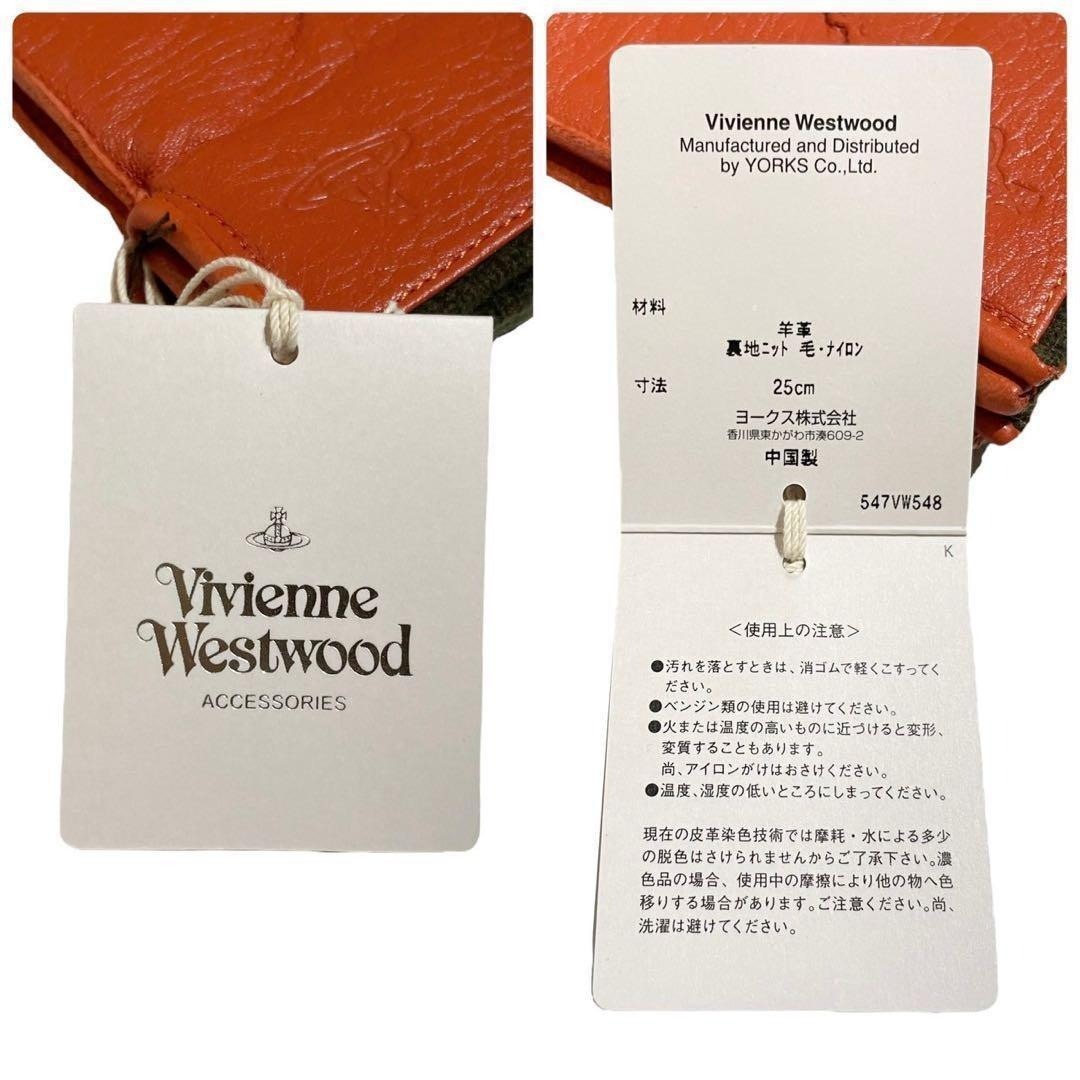 Vivienne
Westwood
ACCESSORIES
Vivienne Westwood
Manufactured and Distributed
by YORKS Co.,Ltd.
材料
羊革
裏地ニット 毛・ナイロン
寸法 25cm
ヨークス株式会社
香川県東かがわ市湊609-2
中国製
547VW548
K
＜使用上の注意＞
●汚れを落とすときは、消ゴムで軽くこすってく
ださい。
●ベンジン類の使用は避けてください。
●火または温度の高いものに近づけると変形、
変質することもあります。
尚、アイロンがけはおさけください。
●温度、湿度の低いところにしまってください。
現在の皮革染色技術では摩耗・水による多少
の脱色はさけられませんからご了承下さい。濃
色品の場合、使用中の摩擦により他の物へ色
移りする場合があります。ご注意ください。尚、
洗濯は避けてください。